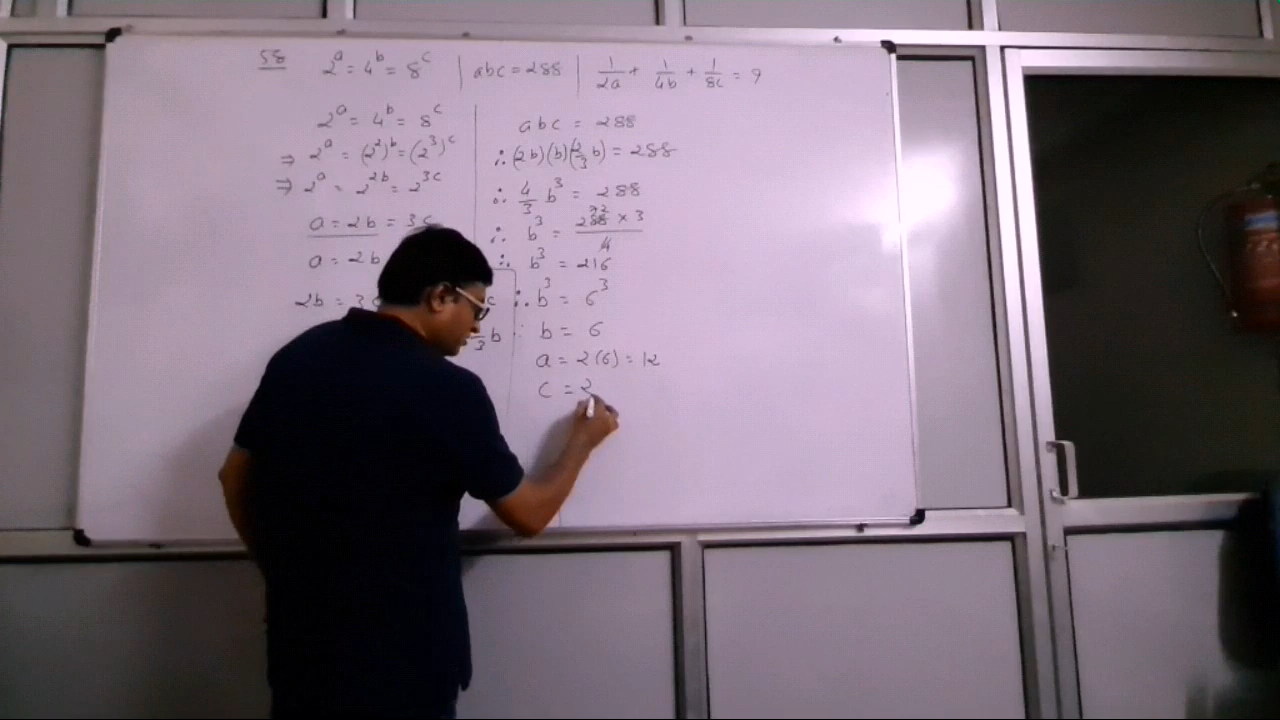 58 2^a = 4^b = 8^c | abc = 288 | 1/2a + 1/4b + 1/8c = ?
2^a = 4^b = 8^c
⇒ 2^a = (2^2)^b = (2^3)^c
⇒ 2^a = 2^2b = 2^3c
a = 2b = 3c
a = 2b
2b = 3c
c
/3 b
abc = 288
∴ (2b)(b)(2/3 b) = 288
∴ 4/3 b^3 = 288
72
∴ b^3 = 288 × 3 / 4
∴ b^3 = 216
∴ b^3 = 6^3
∴ b = 6
a = 2(6) = 12
c = 2